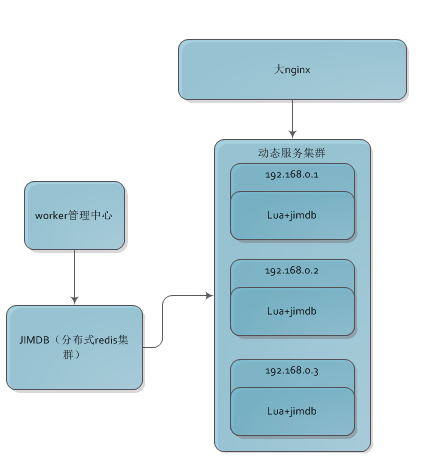 大nginx
动态服务集群
192.168.0.1
Lua+jimdb
192.168.0.2
Lua+jimdb
192.168.0.3
Lua+jimdb
worker管理中心
JIMDB（分布式redis集
群）